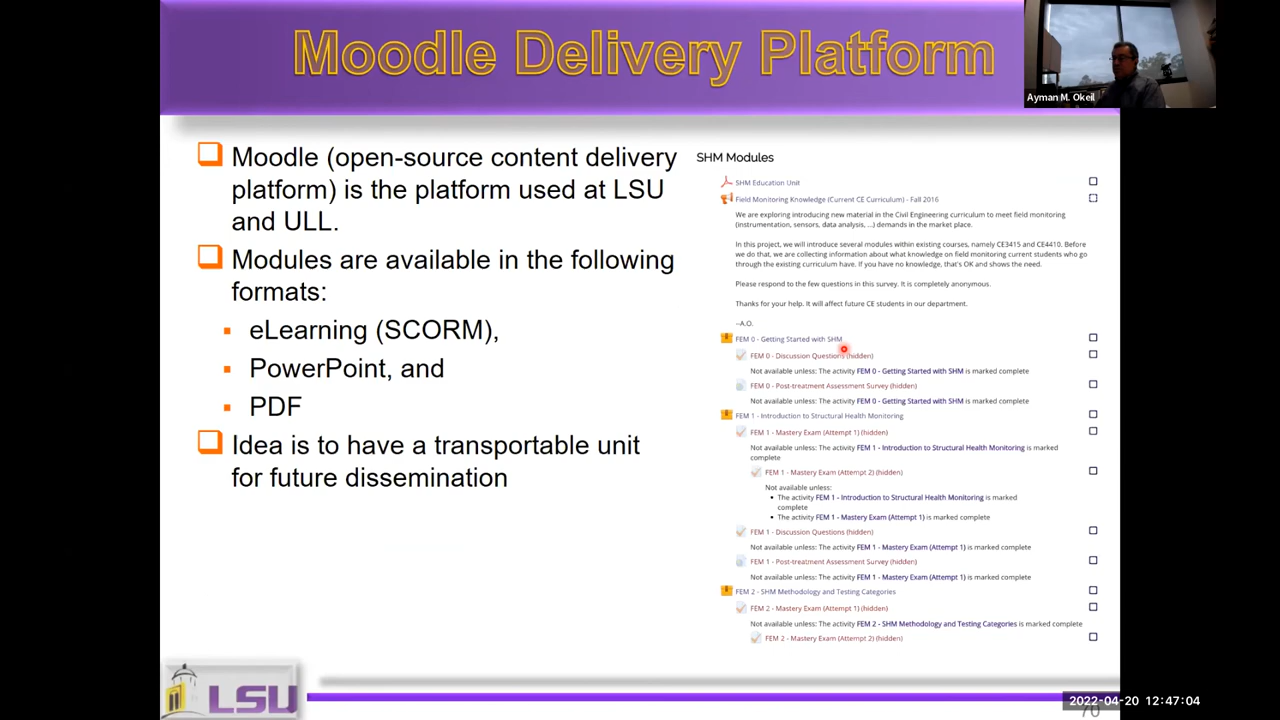 Moodle Delivery Platform
Ayman M. Okeil
Moodle (open-source content delivery
platform) is the platform used at LSU
and ULL.
Modules are available in the following
formats:
eLearning (SCORM),
PowerPoint, and
PDF
Idea is to have a transportable unit
for future dissemination
SHM Modules
SHM Education Unit
Field Monitoring Knowledge (Current CE Curriculum) - Fall 2016
We are exploring introducing new material in the Civil Engineering curriculum to meet field monitoring
(instrumentation, sensors, data analysis, ...) demands in the market place.
In this project, we will introduce several modules within existing courses, namely CE3415 and CE4410. Before
we do that, we are collecting information about what knowledge on field monitoring current students who go
through the existing curriculum have. If you have no knowledge, that's OK and shows the need.
Please respond to the few questions in this survey. It is completely anonymous.
Thanks for your help. It will affect future CE students in our department.
--A.O.
FEM 0 - Getting Started with SHM
FEM 0 - Discussion Questions (hidden)
Not available unless: The activity FEM 0 - Getting Started with SHM is marked complete
FEM 0 - Post-treatment Assessment Survey (hidden)
Not available unless: The activity FEM 0 - Getting Started with SHM is marked complete
FEM 1 - Introduction to Structural Health Monitoring
FEM 1 - Mastery Exam (Attempt 1) (hidden)
Not available unless: The activity FEM 1 - Introduction to Structural Health Monitoring is marked
complete
FEM 1 - Mastery Exam (Attempt 2) (hidden)
Not available unless:
The activity FEM 1 - Introduction to Structural Health Monitoring is marked
complete
The activity FEM 1 - Mastery Exam (Attempt 1) is marked complete
FEM 1 - Discussion Questions (hidden)
Not available unless: The activity FEM 1 - Mastery Exam (Attempt 1) is marked complete
FEM 1 - Post-treatment Assessment Survey (hidden)
Not available unless: The activity FEM 1 - Mastery Exam (Attempt 1) is marked complete
FEM 2 - SHM Methodology and Testing Categories
FEM 2 - Mastery Exam (Attempt 1) (hidden)
Not available unless: The activity FEM 2 - SHM Methodology and Testing Categories is marked complete
FEM 2 - Mastery Exam (Attempt 2) (hidden)
LSU
2022-04-20 12:47:04
70